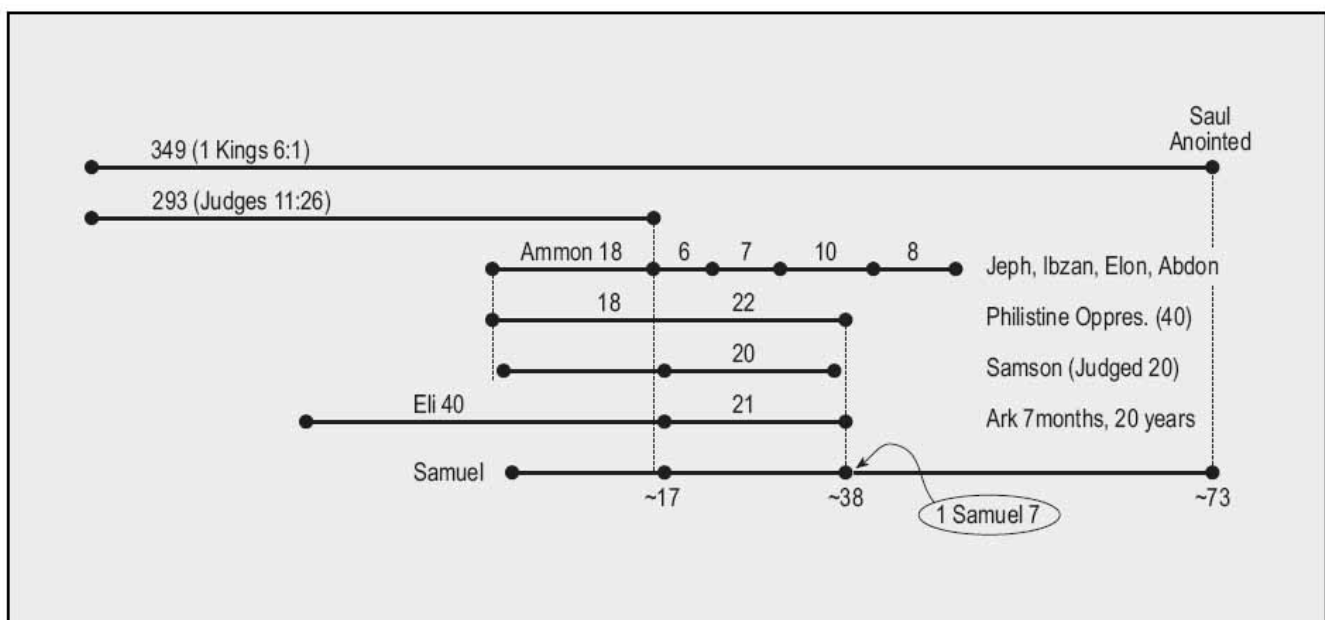 Saul
Anointed
349 (1 Kings 6:1)
293 (Judges 11:26)
Ammon 18 6 7 10 8 Jeph, Ibzan, Elon, Abdon
18 22 Philistine Oppres. (40)
20 Samson (Judged 20)
Eli 40 21 Ark 7months, 20 years
Samuel
~17 ~38 ~73
1 Samuel 7